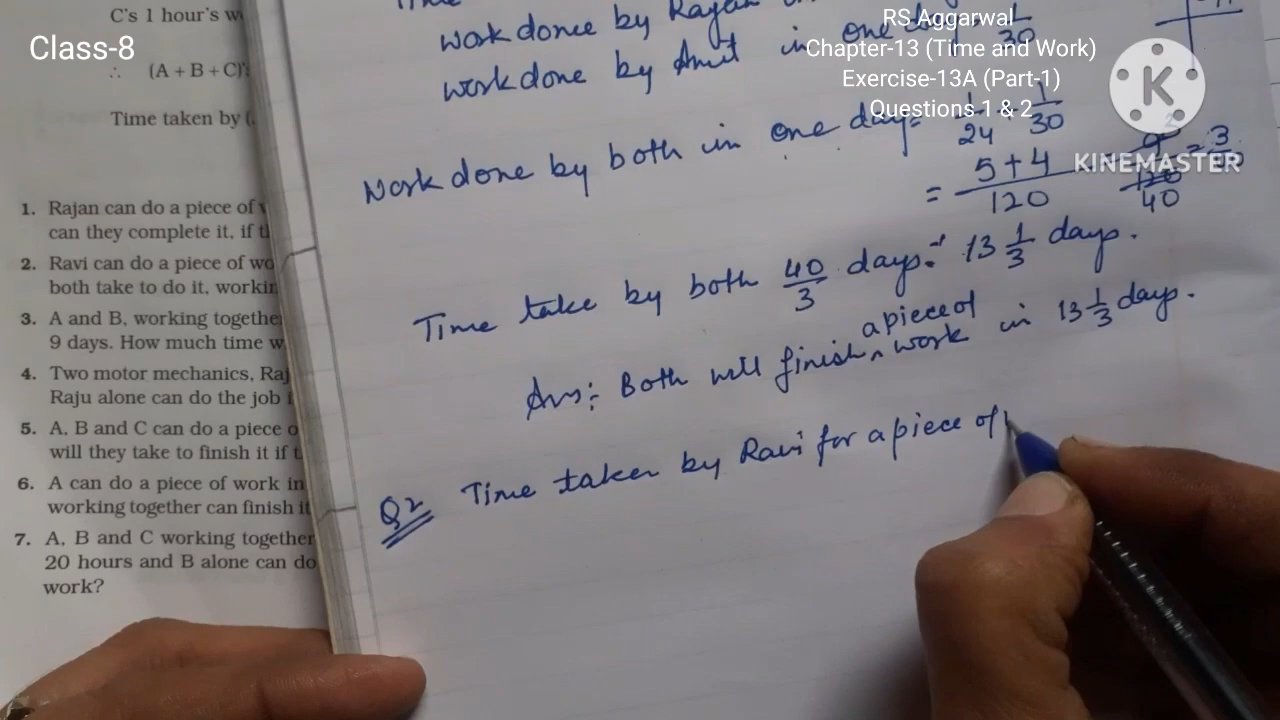 C's 1 hour's w
Class-8
∴ (A + B + C)'s
Time taken by (
1. Rajan can do a piece of
can they complete it, if t
2. Ravi can do a piece of wo
both take to do it, workin
3. A and B, working together
9 days. How much time w
4. Two motor mechanics, Raj
Raju alone can do the job
5. A, B and C can do a piece o
will they take to finish it if t
6. A can do a piece of work in
working together can finish it
7. A, B and C working together
20 hours and B alone can do
work?
RS Aggarwal
Chapter-13 (Time and Work)
Exercise-13A (Part-1)
Questions 1 & 2
K
KINEMASTER
work donce by Rajan
work done by Amit in one day 1/30
Work done by both in one day = 1/24 + 1/30
= 5+4/120 = 9/120 40 = 3/40
Time take by both 40/3 days = 13 1/3 days.
Ans: Both will finish a piece of work in 13 1/3 days.
Q2 Time taken by Ravi for a piece of